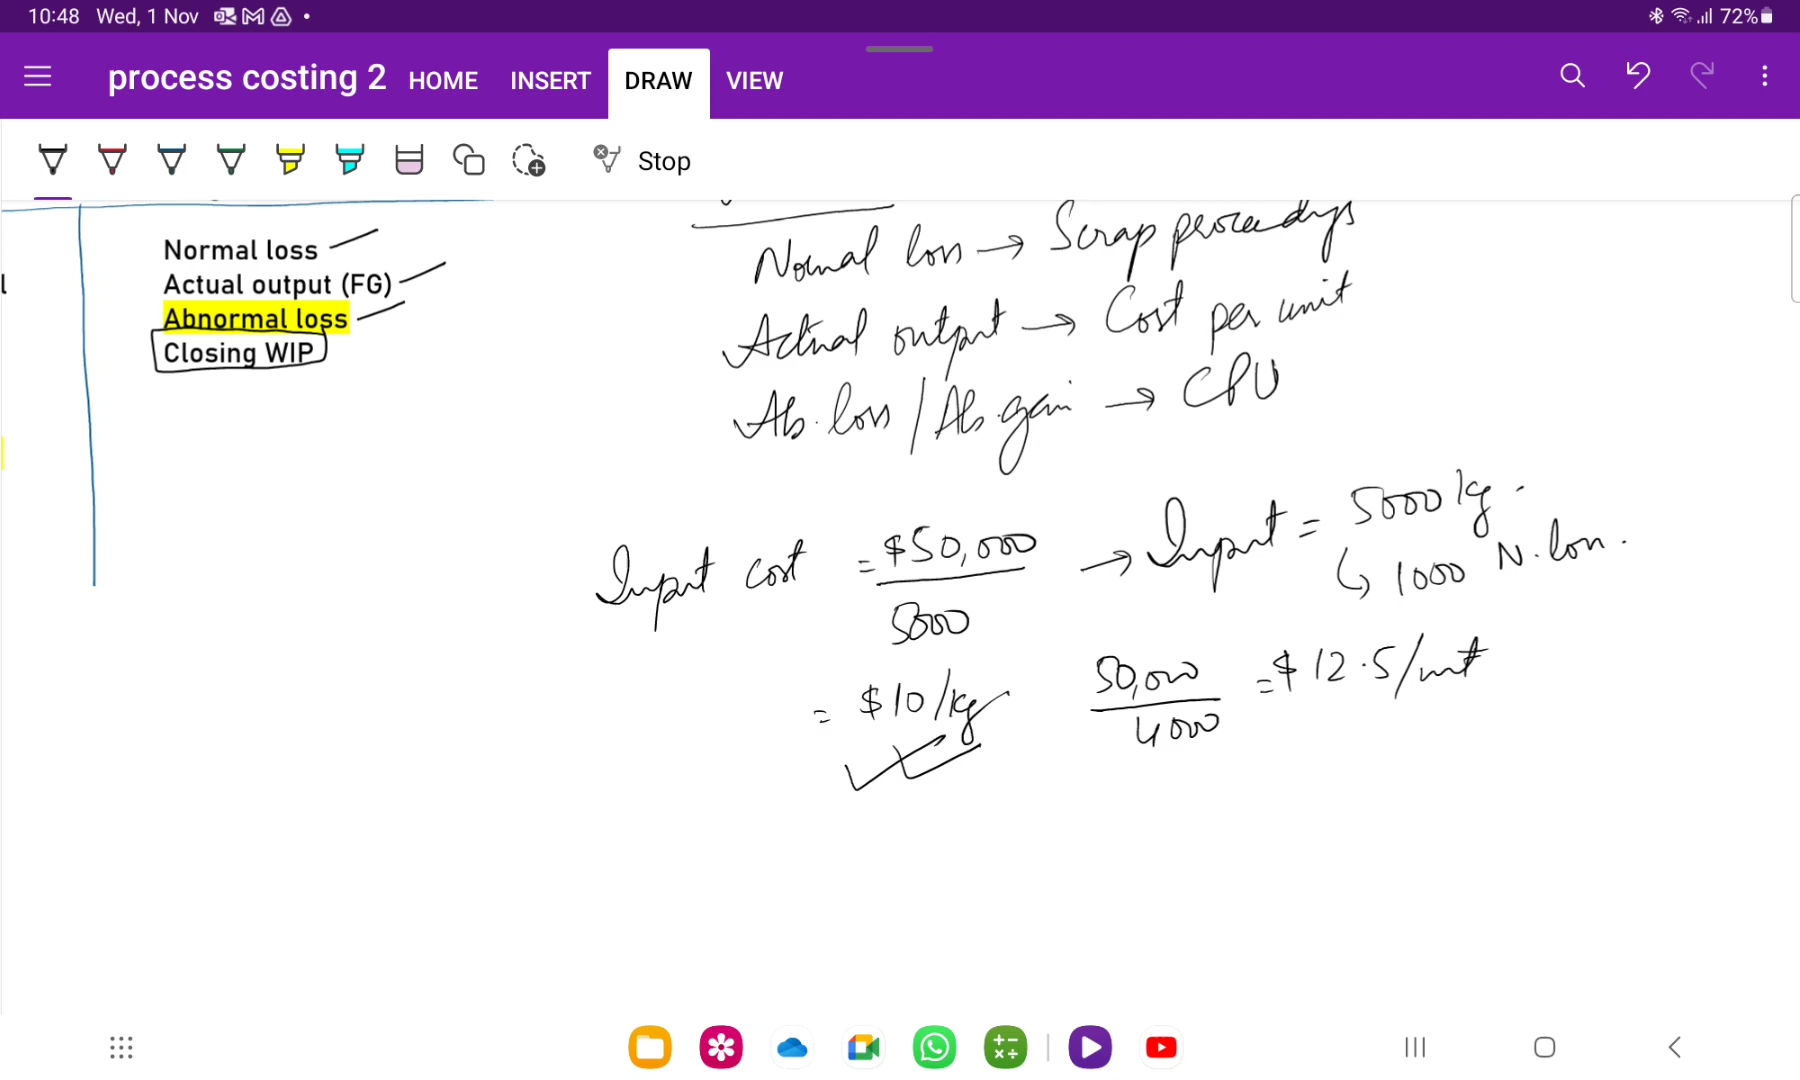 10:48 Wed, 1 Nov 72%
process costing 2 HOME INSERT DRAW VIEW
Stop
Normal loss
Actual output (FG)
Abnormal loss
Closing WIP
l
Normal loss → Scrap
Actual output → Cost per unit
Ab. loss / Ab. gain → CPU
Input cost = $50,000 / 5000 → Input = 5000 kg.
↳ 1000 N. loss.
= $10/kg
50,000 / 4000 = $12.5/unit